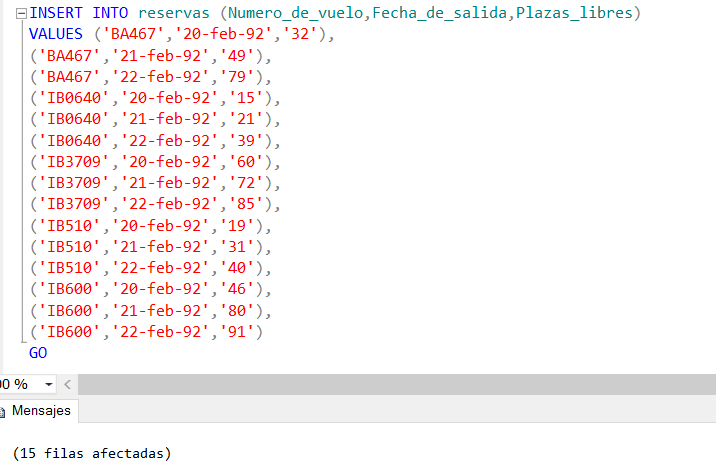 INSERT INTO reservas (Numero_de_vuelo,Fecha_de_salida,Plazas_libres)
VALUES ('BA467','20-feb-92','32'),
('BA467','21-feb-92','49'),
('BA467','22-feb-92','79'),
('IB0640','20-feb-92','15'),
('IB0640','21-feb-92','21'),
('IB0640','22-feb-92','39'),
('IB3709','20-feb-92','60'),
('IB3709','21-feb-92','72'),
('IB3709','22-feb-92','85'),
('IB510','20-feb-92','19'),
('IB510','21-feb-92','31'),
('IB510','22-feb-92','40'),
('IB600','20-feb-92','46'),
('IB600','21-feb-92','80'),
('IB600','22-feb-92','91')
GO
00 %
Mensajes
(15 filas afectadas)